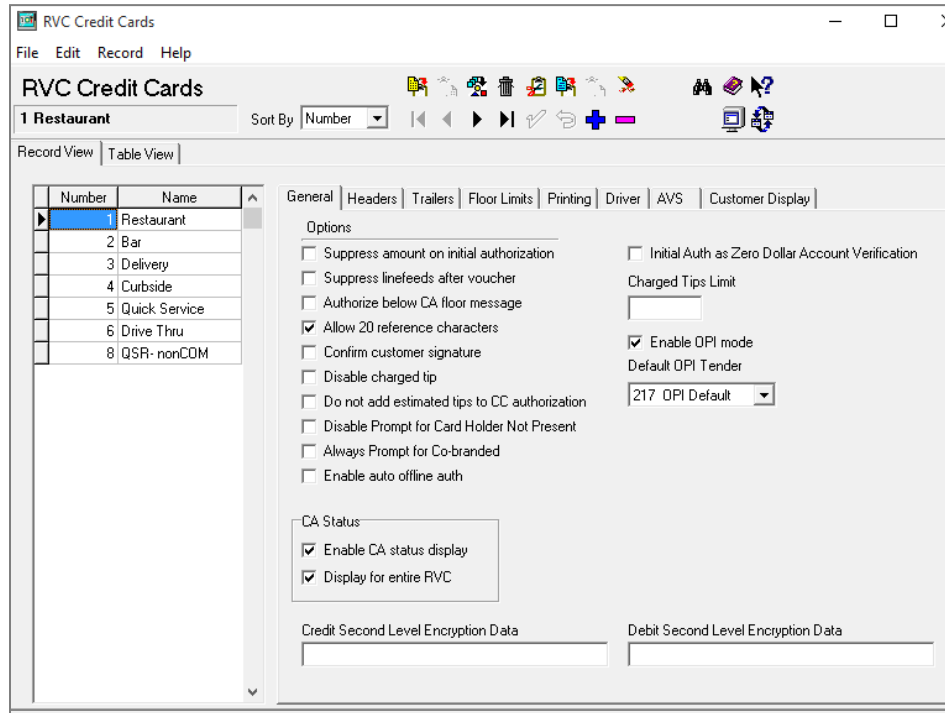 RVC Credit Cards
File Edit Record Help
RVC Credit Cards
1 Restaurant
Sort By Number
Record View Table View
Number Name
1 Restaurant
2 Bar
3 Delivery
4 Curbside
5 Quick Service
6 Drive Thru
8 QSR- nonCOM
General Headers Trailers Floor Limits Printing Driver AVS Customer Display
Options
Suppress amount on initial authorization
Suppress linefeeds after voucher
Authorize below CA floor message
Allow 20 reference characters
Confirm customer signature
Disable charged tip
Do not add estimated tips to CC authorization
Disable Prompt for Card Holder Not Present
Always Prompt for Co-branded
Enable auto offline auth
Initial Auth as Zero Dollar Account Verification
Charged Tips Limit
Enable OPI mode
Default OPI Tender
217 OPI Default
CA Status
Enable CA status display
Display for entire RVC
Credit Second Level Encryption Data
Debit Second Level Encryption Data